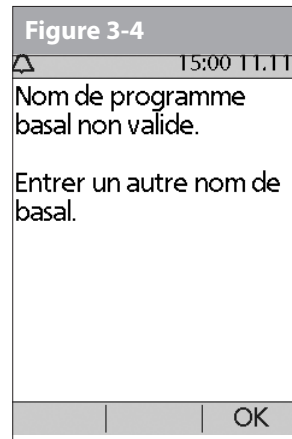 Figure 3-4
15:00 11.11
Nom de programme
basal non valide.
Entrer un autre nom de
basal.
OK